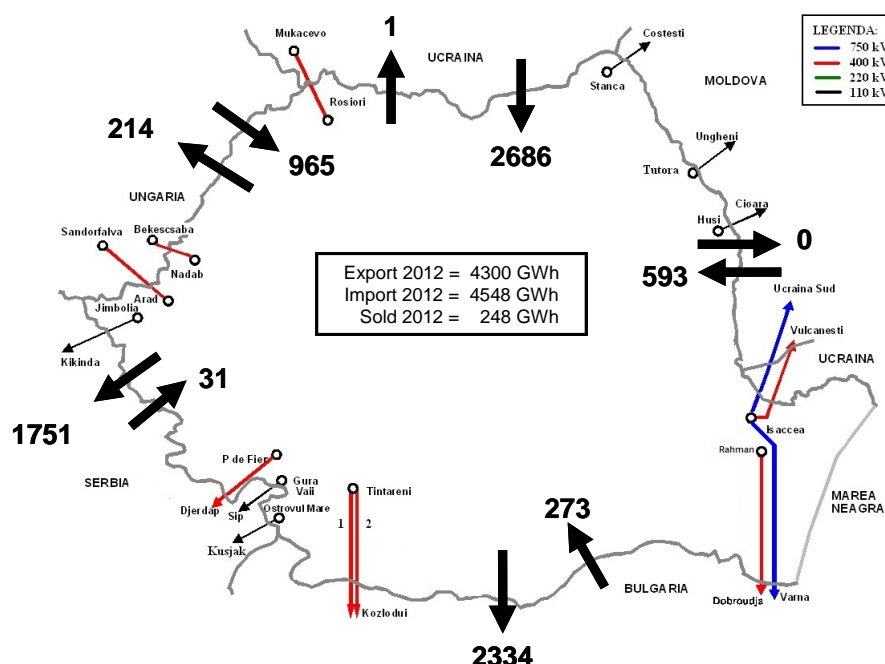 1
UCRAINA
Mukacevo
Rosiori
Costesti
Stanca
MOLDOVA
LEGENDA:
750 kV
400 kV
220 kV
110 kV
214
965
2686
Ungheni
Tutora
UNGARIA
Cioara
Husi
Sandorfalva
Bekescsaba
Nadab
0
593
Export 2012 = 4300 GWh
Import 2012 = 4548 GWh
Sold 2012 = 248 GWh
Arad
Jimbolia
Kikinda
Ucraina Sud
Vulcanesti
UCRAINA
31
1751
Isaccea
Rahman
SERBIA
P de Fier
Gura
Vaii
Tintareni
Djerdap
Sip
Ostrovul Mare
Kusjak
1
2
MAREA
NEAGRA
273
BULGARIA
Kozlodui
Dobroudja
Varna
2334